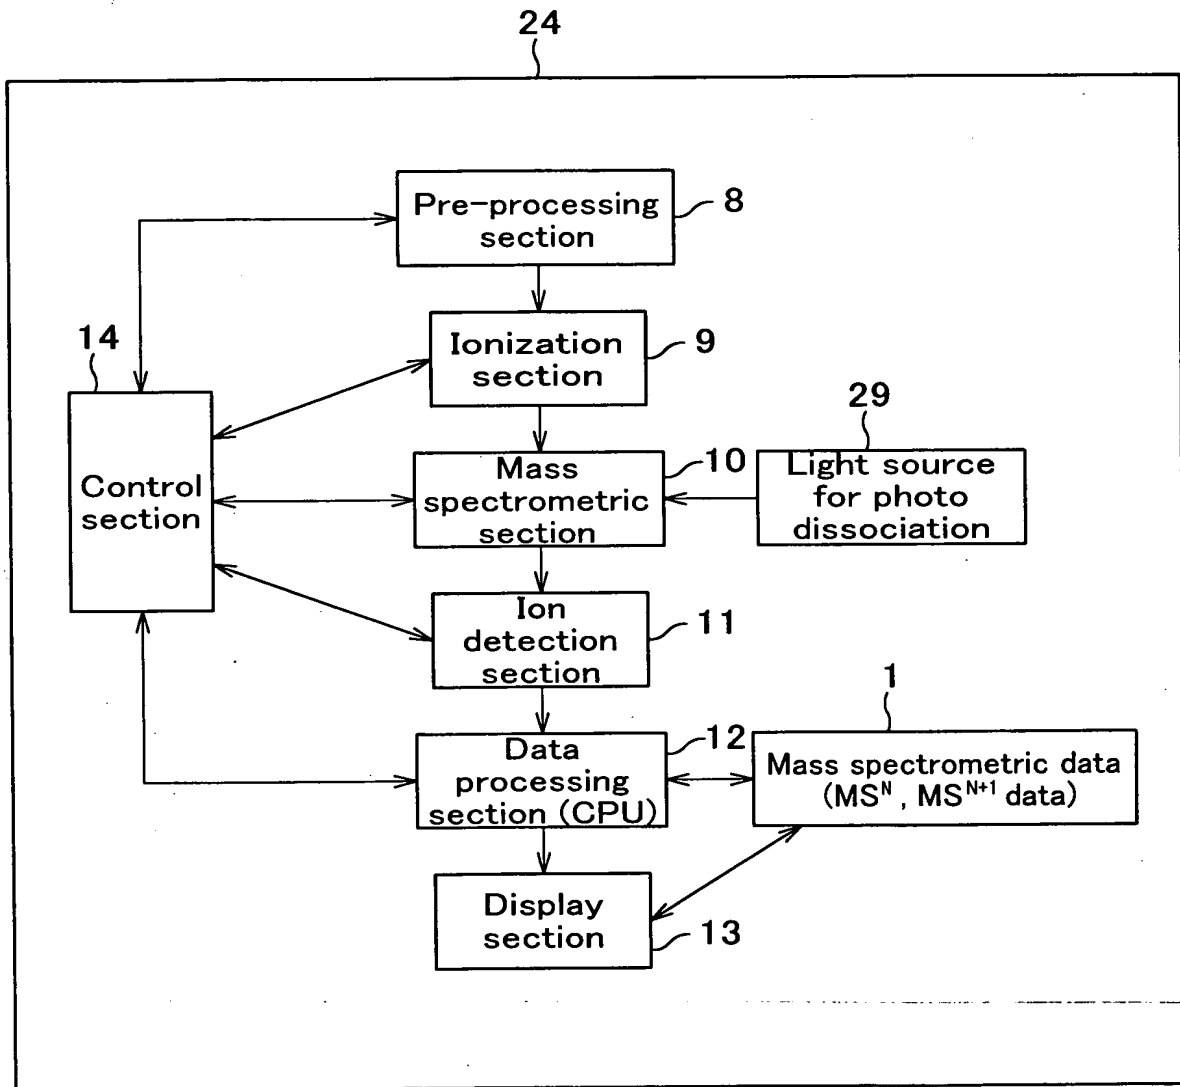 24
Pre-processing
section
8
14
Ionization
section
9
29
Control
section
Mass
spectrometric
section
10
Light source
for photo
dissociation
Ion
detection
section
11
1
Data
processing
section (CPU)
12
Mass spectrometric data
(MS^N , MS^N+1 data)
Display
section
13